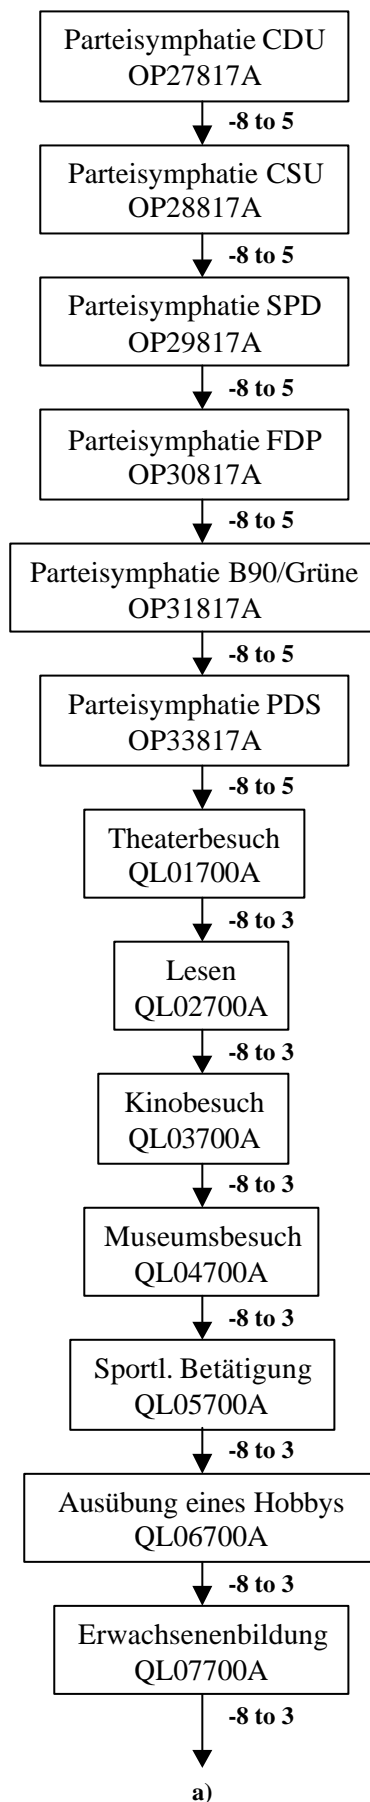 Parteisymphatie CDU
OP27817A
-8 to 5
Parteisymphatie CSU
OP28817A
-8 to 5
Parteisymphatie SPD
OP29817A
-8 to 5
Parteisymphatie FDP
OP30817A
-8 to 5
Parteisymphatie B90/Grüne
OP31817A
-8 to 5
Parteisymphatie PDS
OP33817A
-8 to 5
Theaterbesuch
QL01700A
-8 to 3
Lesen
QL02700A
-8 to 3
Kinobesuch
QL03700A
-8 to 3
Museumsbesuch
QL04700A
-8 to 3
Sportl. Betätigung
QL05700A
-8 to 3
Ausübung eines Hobbys
QL06700A
-8 to 3
Erwachsenenbildung
QL07700A
-8 to 3
a)